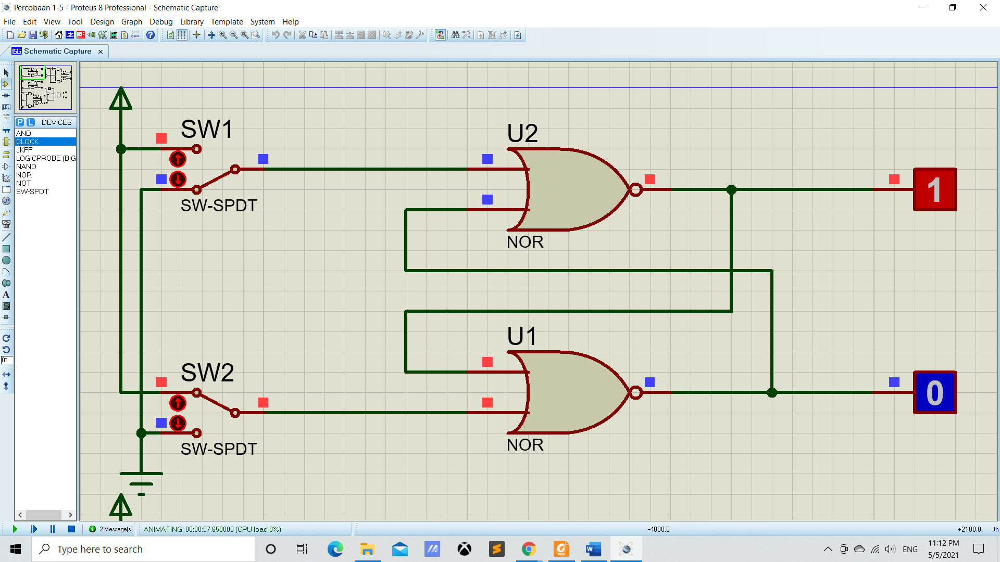 Percobaan 1-5 - Proteus 8 Professional - Schematic Capture
File Edit View Tool Design Graph Debug Library Template System Help
Schematic Capture
P L DEVICES
AND
CLOCK
JKFF
LOGICPROBE (BIG
NAND
NOR
NOT
SW-SPDT
0°
SW1
SW-SPDT
U2
NOR
1
SW2
SW-SPDT
U1
NOR
0
2 Message(s) ANIMATING: 00:00:57.650000 (CPU load 0%) -4000.0 +2100.0 th
Type here to search
ENG
11:12 PM
5/5/2021